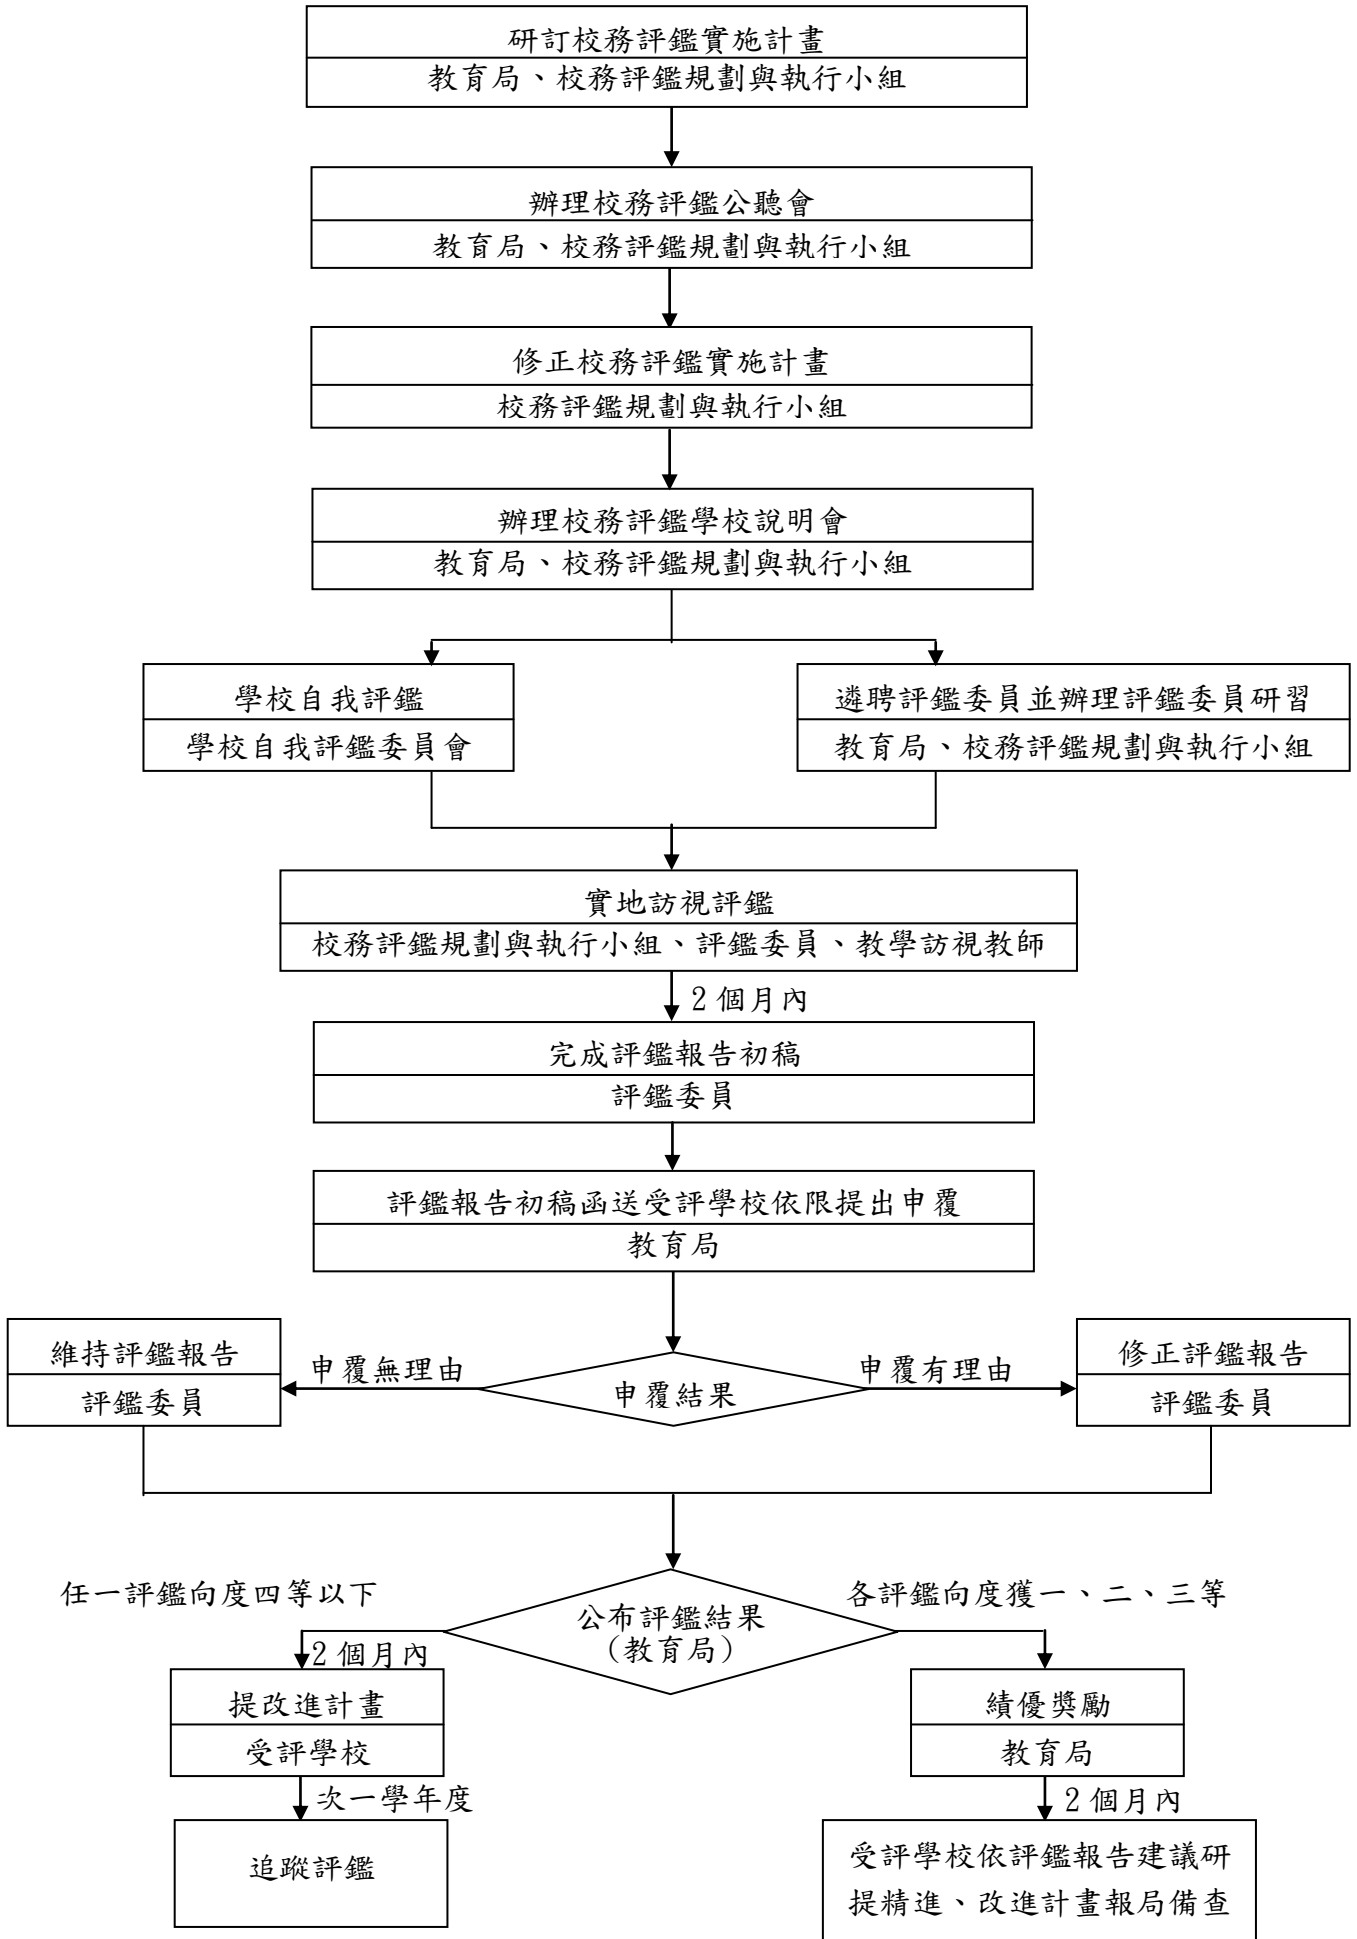 研訂校務評鑑實施計畫
教育局、校務評鑑規劃與執行小組
辦理校務評鑑公聽會
教育局、校務評鑑規劃與執行小組
修正校務評鑑實施計畫
校務評鑑規劃與執行小組
辦理校務評鑑學校說明會
教育局、校務評鑑規劃與執行小組
學校自我評鑑
學校自我評鑑委員會
遴聘評鑑委員並辦理評鑑委員研習
教育局、校務評鑑規劃與執行小組
實地訪視評鑑
校務評鑑規劃與執行小組、評鑑委員、教學訪視教師
2個月內
完成評鑑報告初稿
評鑑委員
評鑑報告初稿函送受評學校依限提出申覆
教育局
維持評鑑報告
評鑑委員
申覆無理由
申覆結果
申覆有理由
修正評鑑報告
評鑑委員
任一評鑑向度四等以下
公布評鑑結果
(教育局)
各評鑑向度獲一、二、三等
2個月內
提改進計畫
受評學校
次一學年度
追蹤評鑑
績優獎勵
教育局
2個月內
受評學校依評鑑報告建議研
提精進、改進計畫報局備查